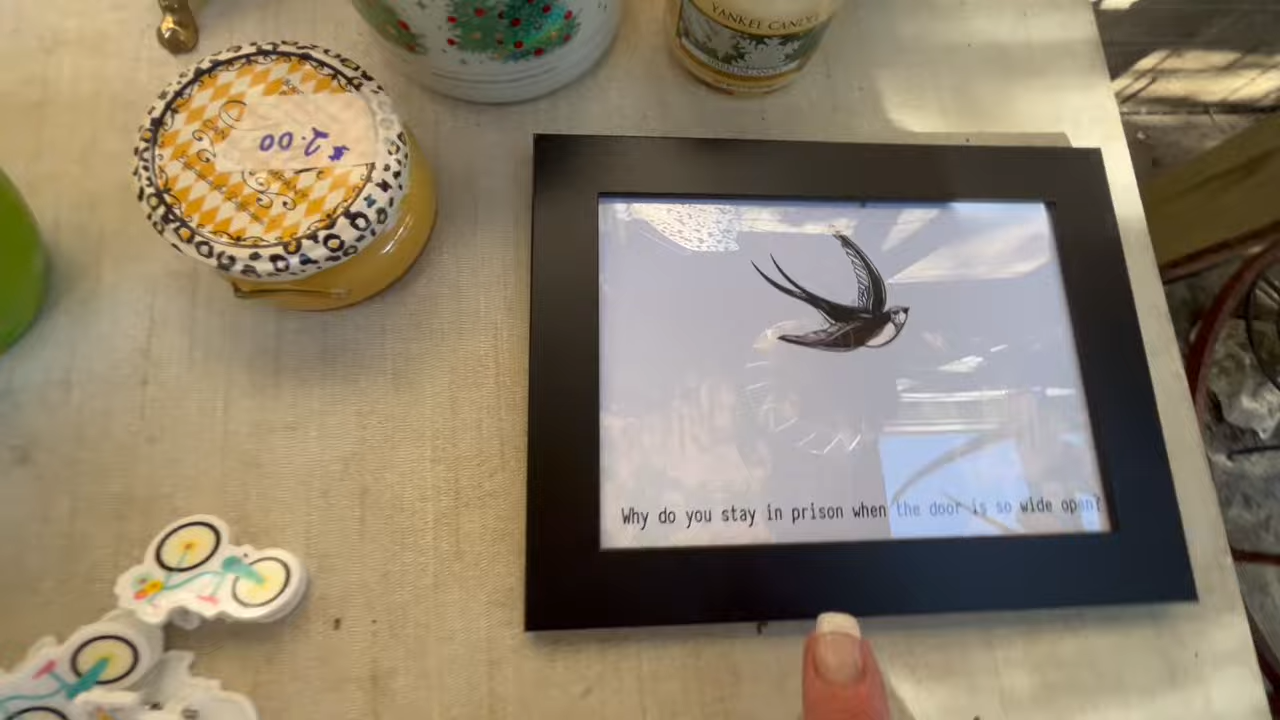 YANKEE CANDLE
$2.00
Why do you stay in prison when the door is so wide open?